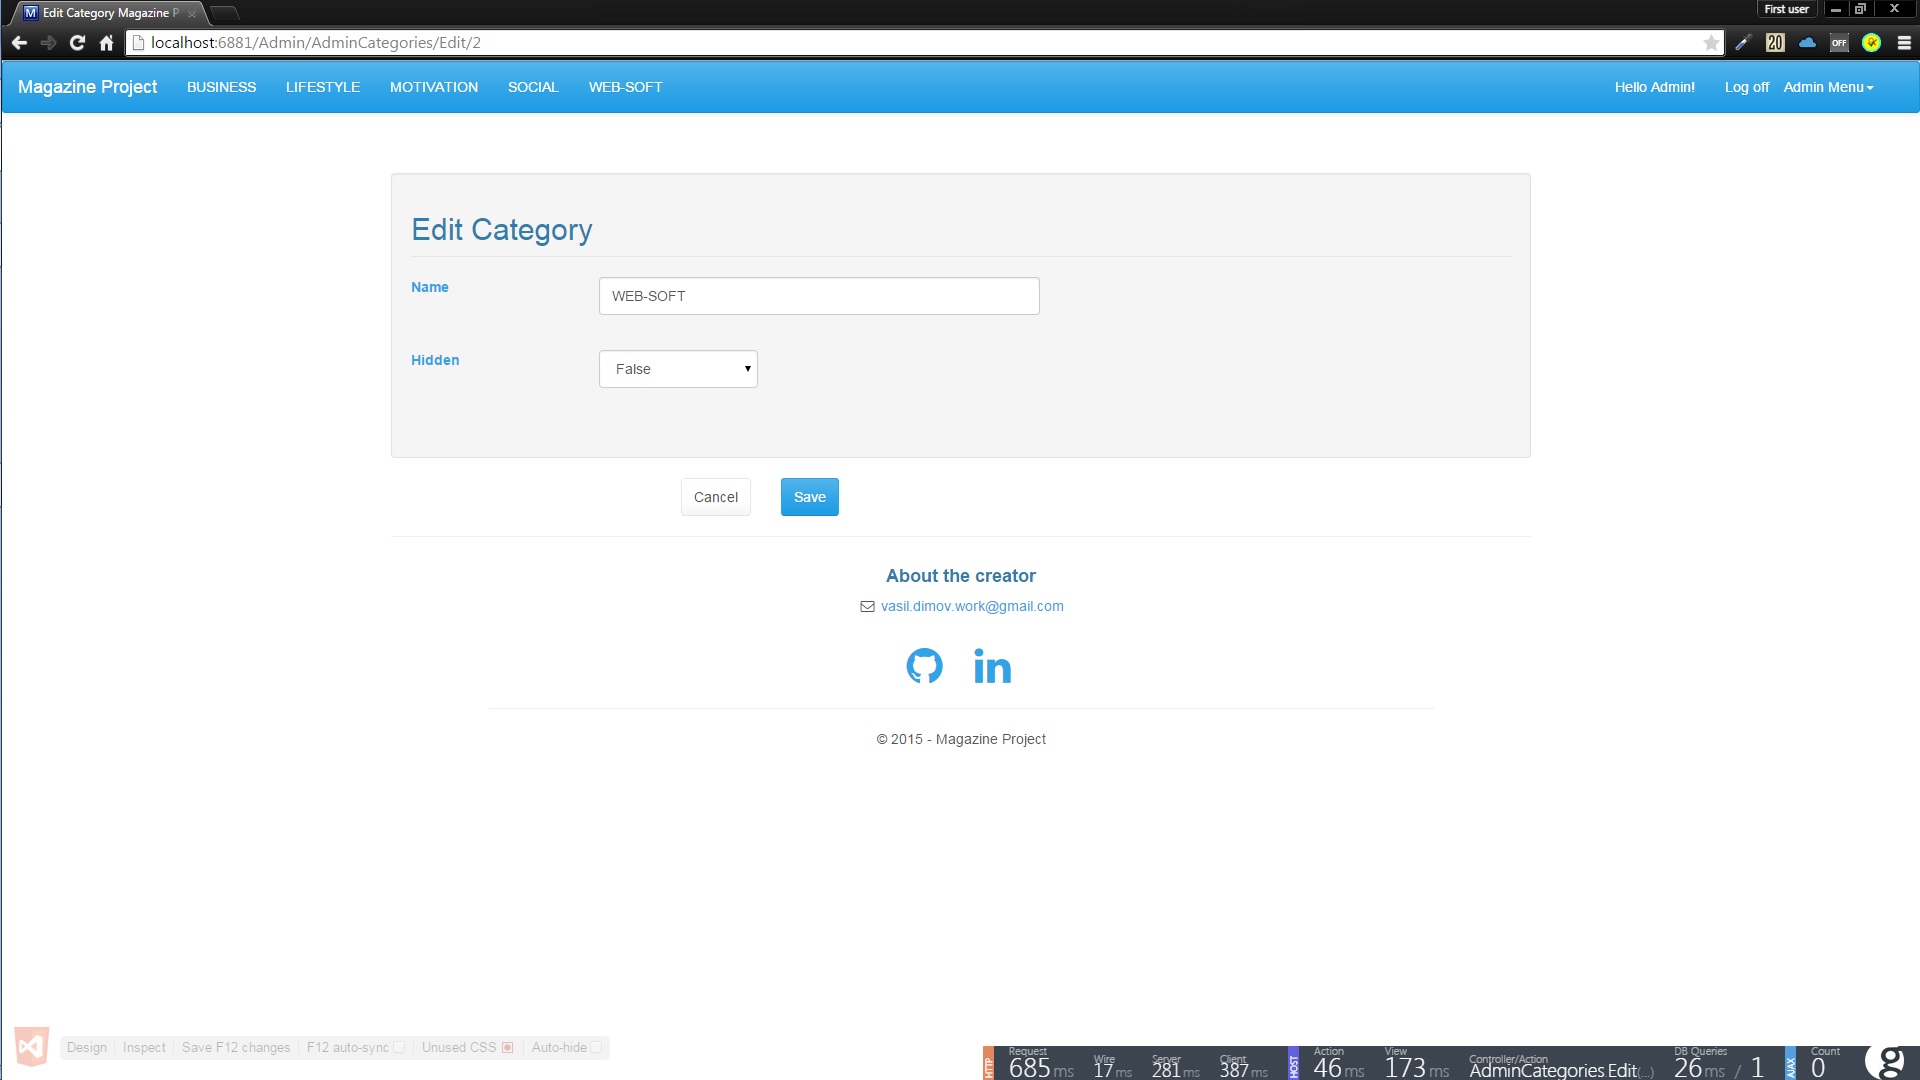 Edit Category Magazine P
First user
localhost:6881/Admin/AdminCategories/Edit/2
20
OFF
Magazine Project BUSINESS LIFESTYLE MOTIVATION SOCIAL WEB-SOFT Hello Admin! Log off Admin Menu
Edit Category
Name WEB-SOFT
Hidden False
Cancel Save
About the creator
vasil.dimov.work@gmail.com
in
© 2015 - Magazine Project
Design Inspect Save F12 changes F12 auto-sync Unused CSS Auto-hide
HTTP Request 685 ms Wire 17 ms Server 281 ms Client 387 ms HOST Action 46 ms View 173 ms Controller/Action AdminCategories Edit(...) DB Queries 26 ms / 1 AJAX Count 0 g